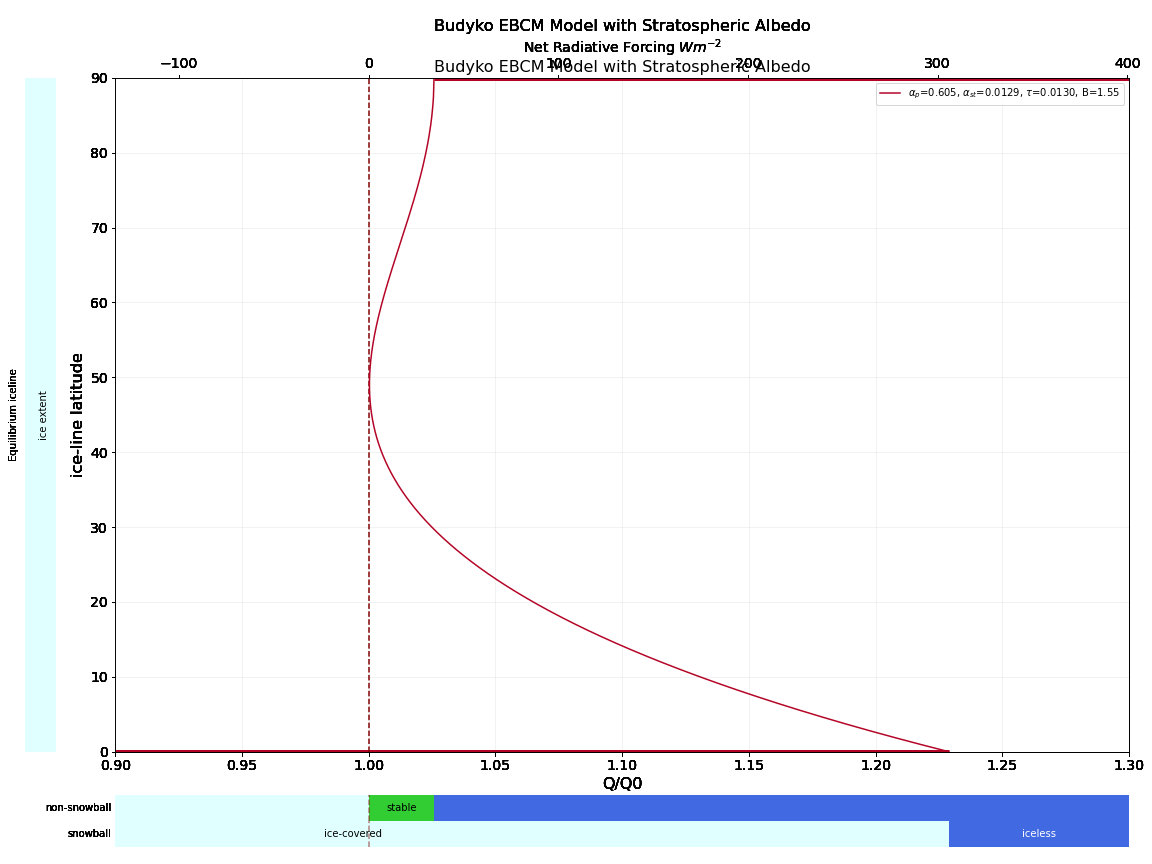 Budyko EBCM Model with Stratospheric Albedo
Net Radiative Forcing Wm⁻²
−100 0 100 200 300 400
Budyko EBCM Model with Stratospheric Albedo
αₚ=0.605, αₛₜ=0.0129, τ=0.0130, B=1.55
90
80
70
60
50
40
30
20
10
0
Equilibrium iceline
ice extent
ice-line latitude
0.90 0.95 1.00 1.05 1.10 1.15 1.20 1.25 1.30
Q/Q0
non-snowball stable
snowball ice-covered iceless